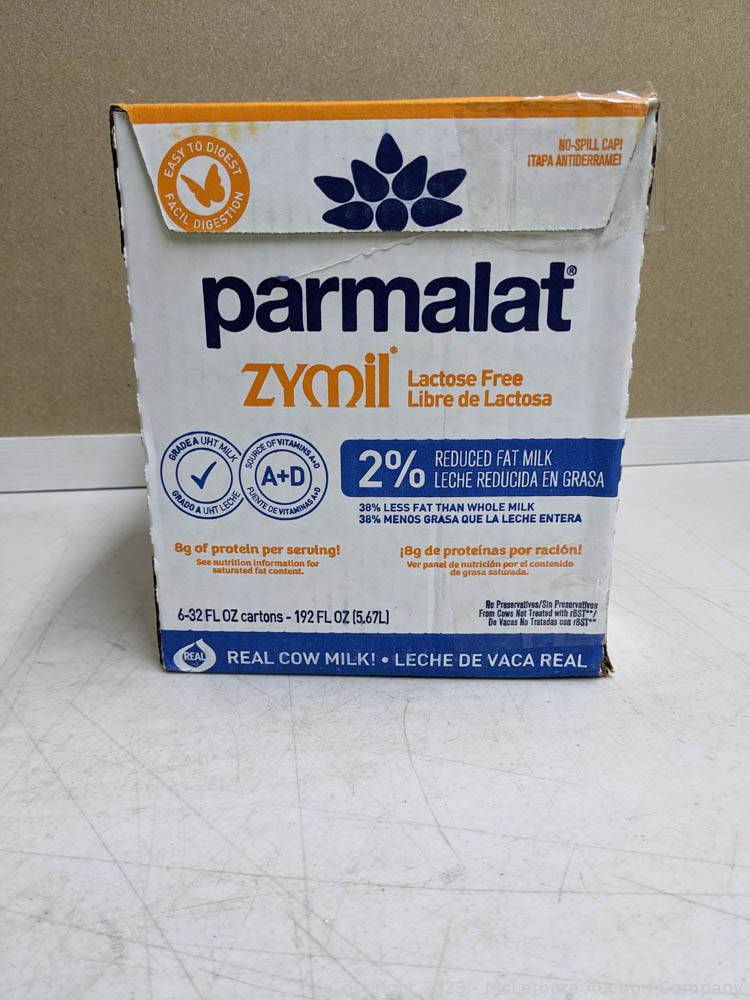 EASY TO DIGEST
FACIL DIGESTION
NO-SPILL CAP!
¡TAPA ANTIDERRAME!
parmalat®
zymil®
Lactose Free
Libre de Lactosa
GRADE A UHT MILK
GRADO A UHT LECHE
SOURCE OF VITAMINS A+D
A+D
FUENTE DE VITAMINAS A+D
2%
REDUCED FAT MILK
LECHE REDUCIDA EN GRASA
38% LESS FAT THAN WHOLE MILK
38% MENOS GRASA QUE LA LECHE ENTERA
8g of protein per serving!
See nutrition information for
saturated fat content.
¡8g de proteínas por ración!
Ver panel de nutrición por el contenido
de grasa saturada.
6-32 FL OZ cartons - 192 FL OZ (5.67L)
No Preservatives/Sin Preservativos
From Cows Not Treated with rBST**/
De Vacas No Tratadas con rBST**
REAL
REAL COW MILK! • LECHE DE VACA REAL
Copyright 2023 - McLemore Auction Company